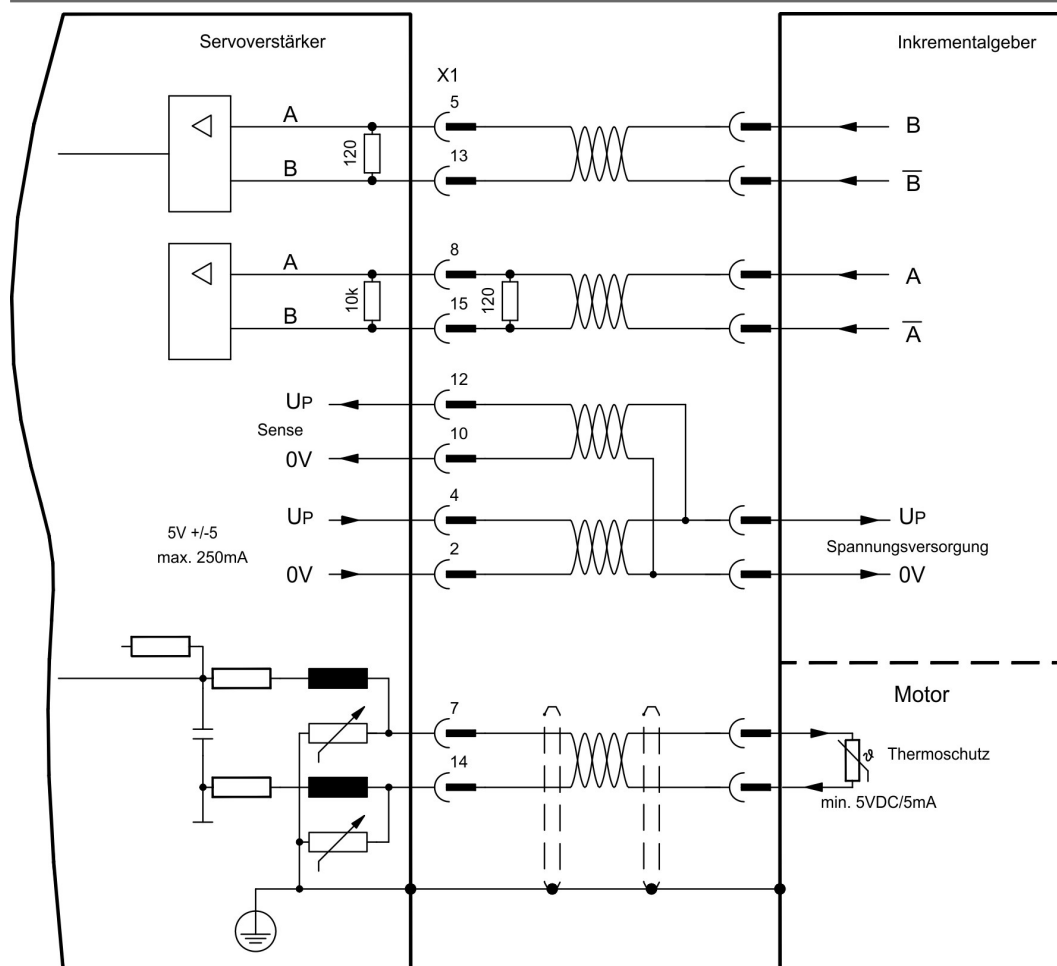 Servoverstärker
Inkrementalgeber
X1
A
5
B
120
B
13
B̅
A
8
A
10k
120
B
15
A̅
UP
12
Sense
0V
10
UP
4
UP
5V +/-5
max. 250mA
Spannungsversorgung
0V
2
0V
Motor
7
Thermoschutz
14
min. 5VDC/5mA
ϑ